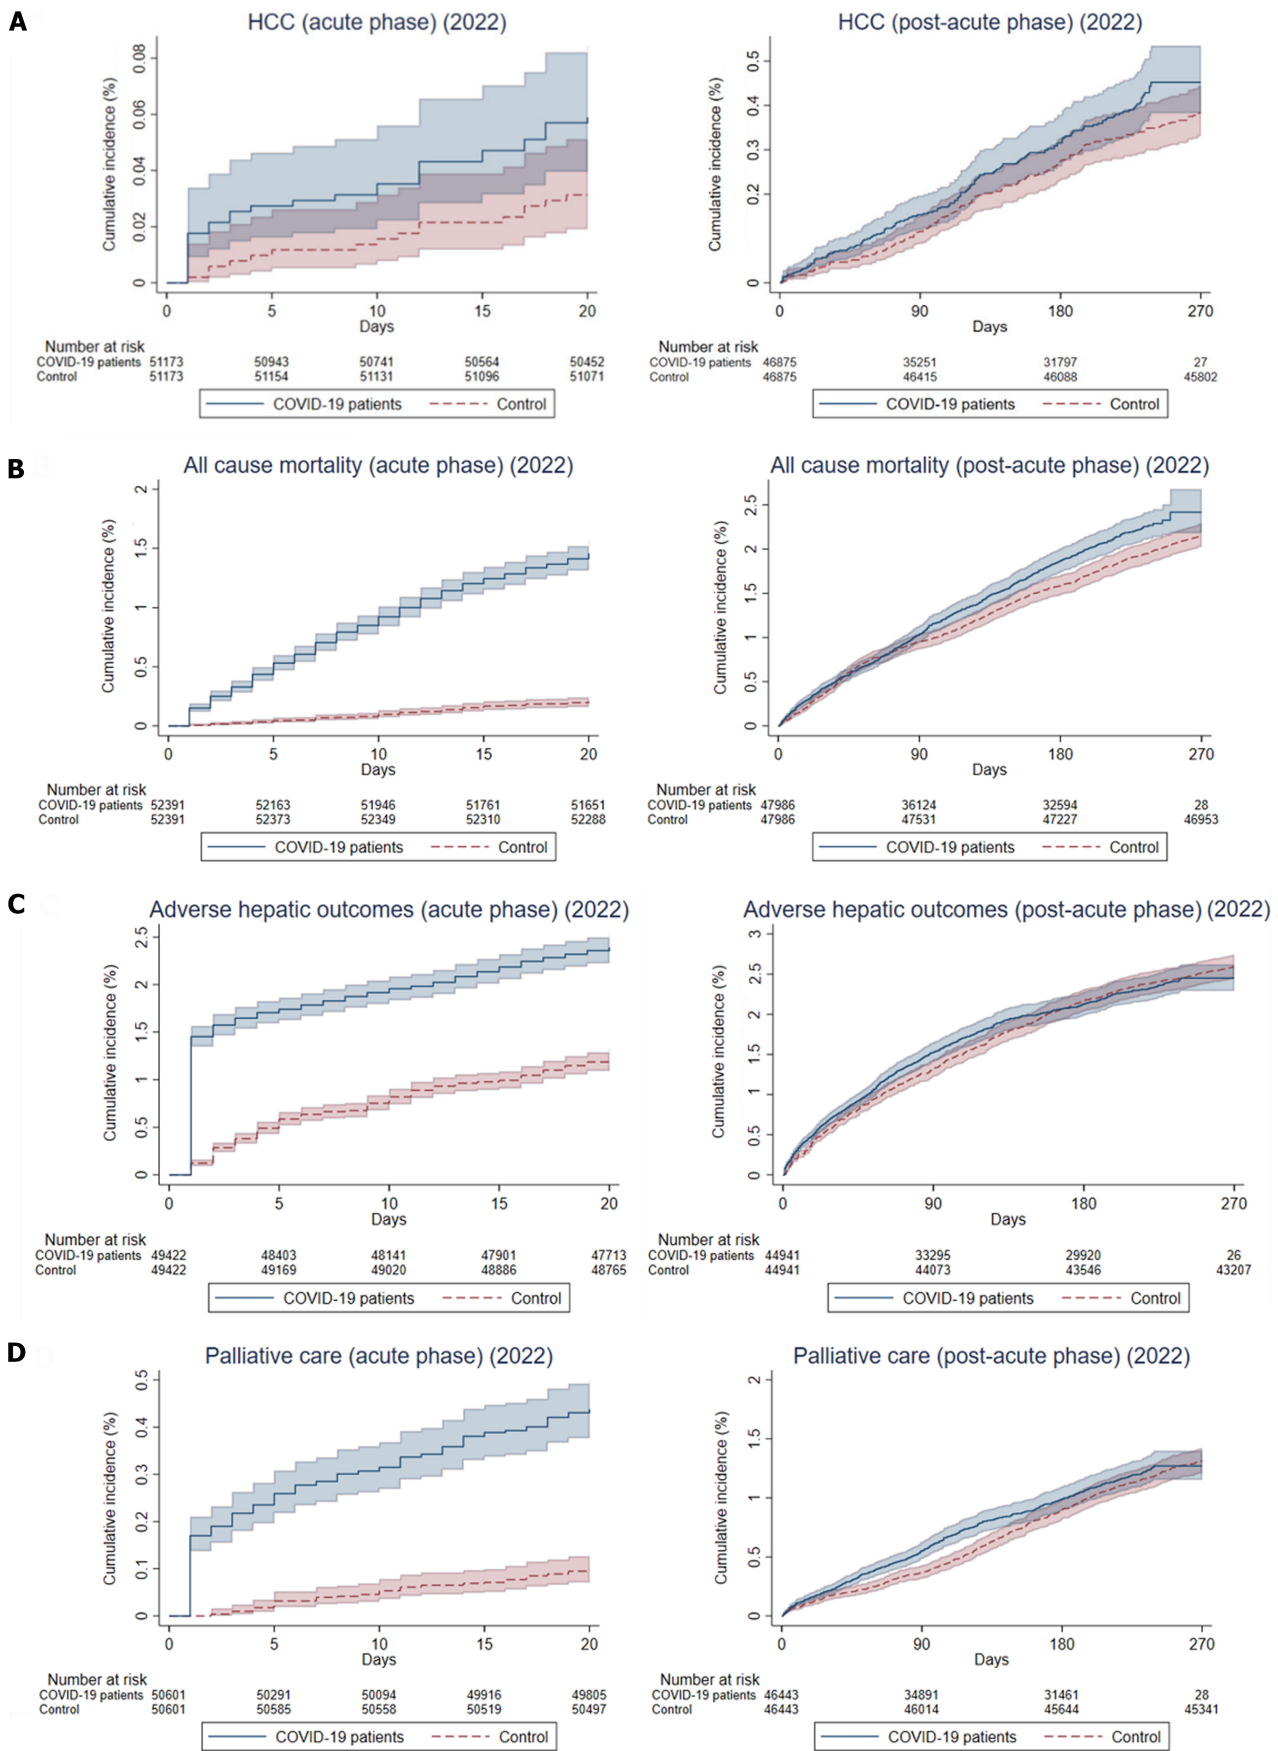 A
HCC (acute phase) (2022)
Cumulative incidence (%)
0.08
0.06
0.04
0.02
0
0 5 10 15 20
Days
Number at risk
COVID-19 patients 51173 50943 50741 50564 50452
Control 51173 51154 51131 51096 51071
COVID-19 patients Control
HCC (post-acute phase) (2022)
Cumulative incidence (%)
0.5
0.4
0.3
0.2
0
0 90 180 270
Days
Number at risk
COVID-19 patients 46875 35251 31797 27
Control 46875 46415 46088 45802
COVID-19 patients Control
B
All cause mortality (acute phase) (2022)
Cumulative incidence (%)
2
1.5
1
0.5
0
0 5 10 15 20
Days
Number at risk
COVID-19 patients 52391 52163 51946 51761 51651
Control 52391 52373 52349 52310 52288
COVID-19 patients Control
All cause mortality (post-acute phase) (2022)
Cumulative incidence (%)
2.5
2
1.5
1
0.5
0
0 90 180 270
Days
Number at risk
COVID-19 patients 47986 36124 32594 28
Control 47986 47531 47227 46953
COVID-19 patients Control
C
Adverse hepatic outcomes (acute phase) (2022)
Cumulative incidence (%)
2.5
2
1.5
1
0.5
0
0 5 10 15 20
Days
Number at risk
COVID-19 patients 49422 48403 48141 47901 47713
Control 49422 49169 49020 48886 48765
COVID-19 patients Control
Adverse hepatic outcomes (post-acute phase) (2022)
Cumulative incidence (%)
3
2.5
2
1.5
1
0.5
0
0 90 180 270
Days
Number at risk
COVID-19 patients 44941 33295 29920 26
Control 44941 44073 43546 43207
COVID-19 patients Control
D
Palliative care (acute phase) (2022)
Cumulative incidence (%)
0.5
0.4
0.3
0.2
0.1
0
0 5 10 15 20
Days
Number at risk
COVID-19 patients 50601 50291 50094 49916 49805
Control 50601 50585 50558 50519 50497
COVID-19 patients Control
Palliative care (post-acute phase) (2022)
Cumulative incidence (%)
2
1.5
1
0.5
0
0 90 180 270
Days
Number at risk
COVID-19 patients 46443 34891 31461 28
Control 46443 46014 45644 45341
COVID-19 patients Control